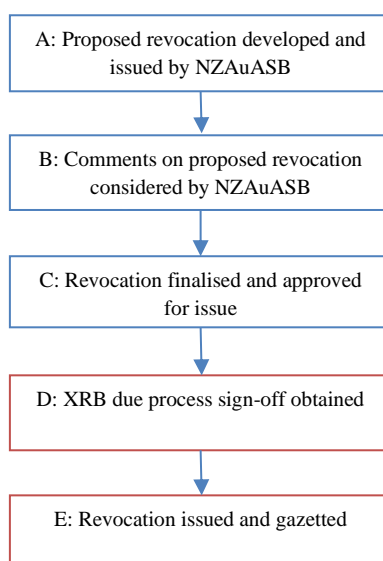 A: Proposed revocation developed and
issued by NZAuASB
B: Comments on proposed revocation
considered by NZAuASB
C: Revocation finalised and approved
for issue
D: XRB due process sign-off obtained
E: Revocation issued and gazetted